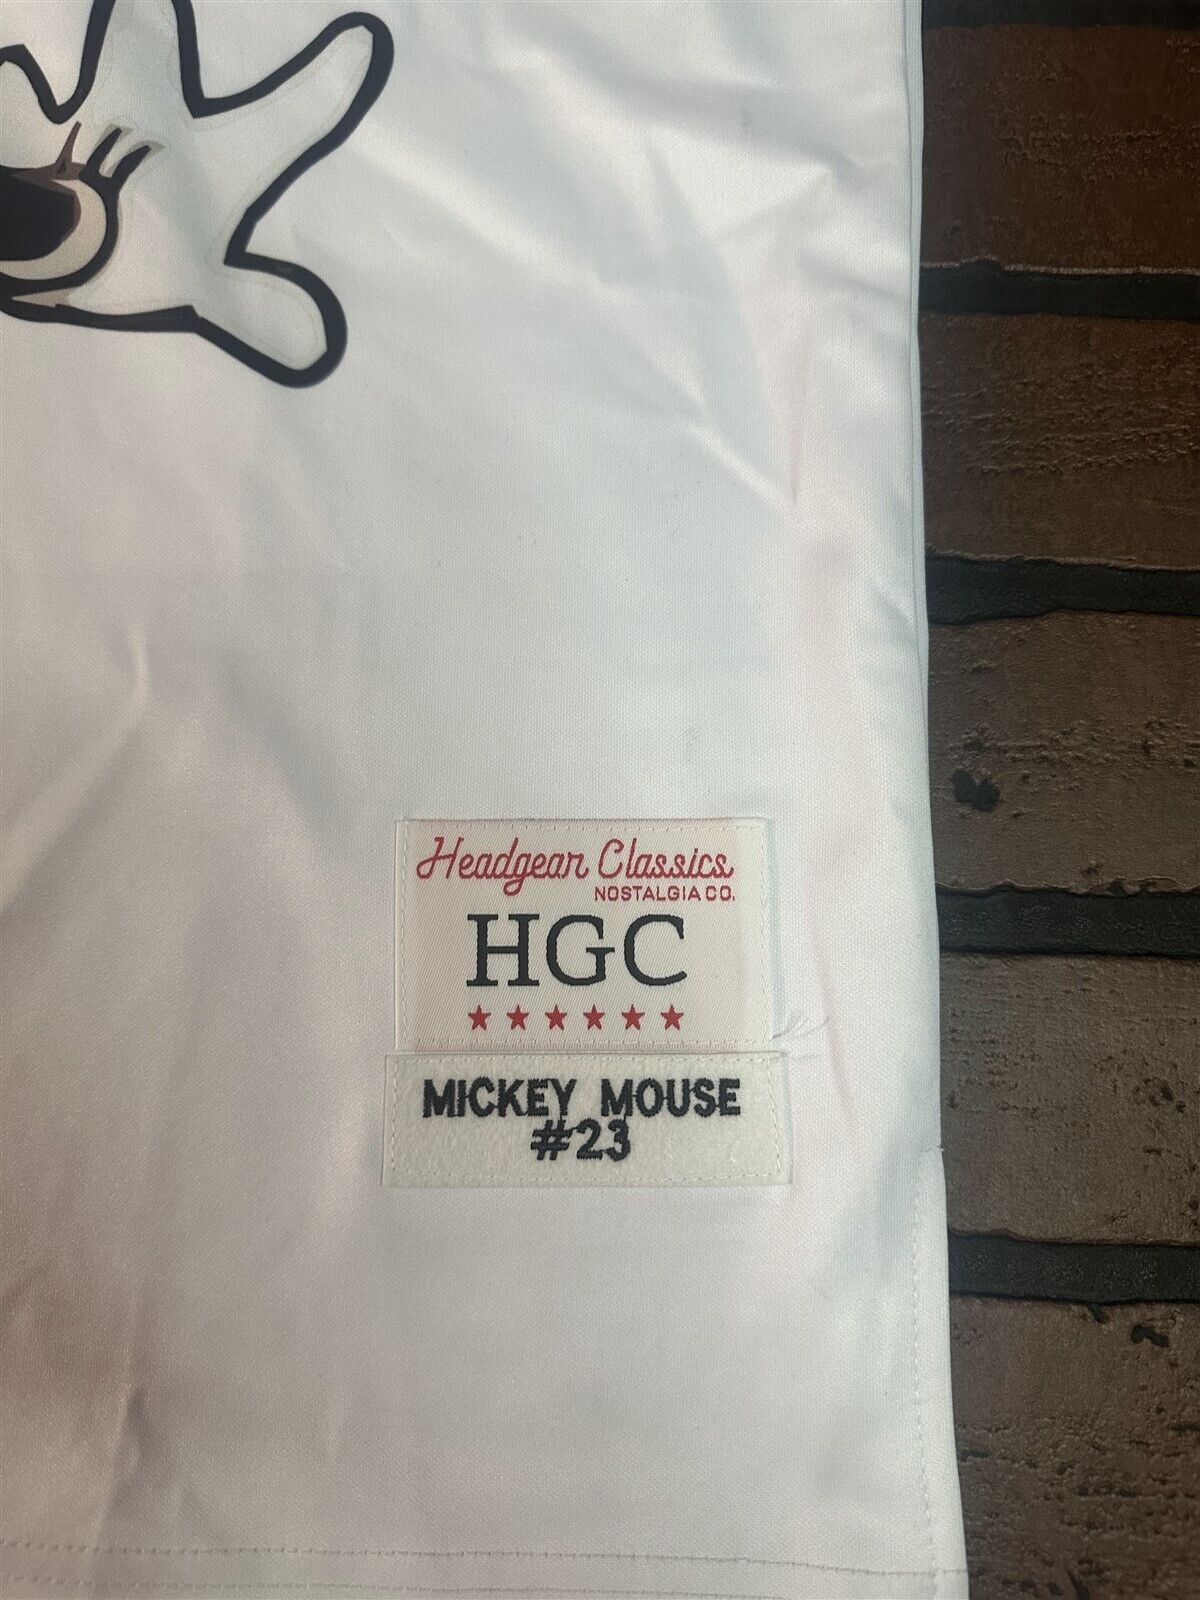 Headgear Classics
NOSTALGIA CO.
HGC
MICKEY MOUSE
#23